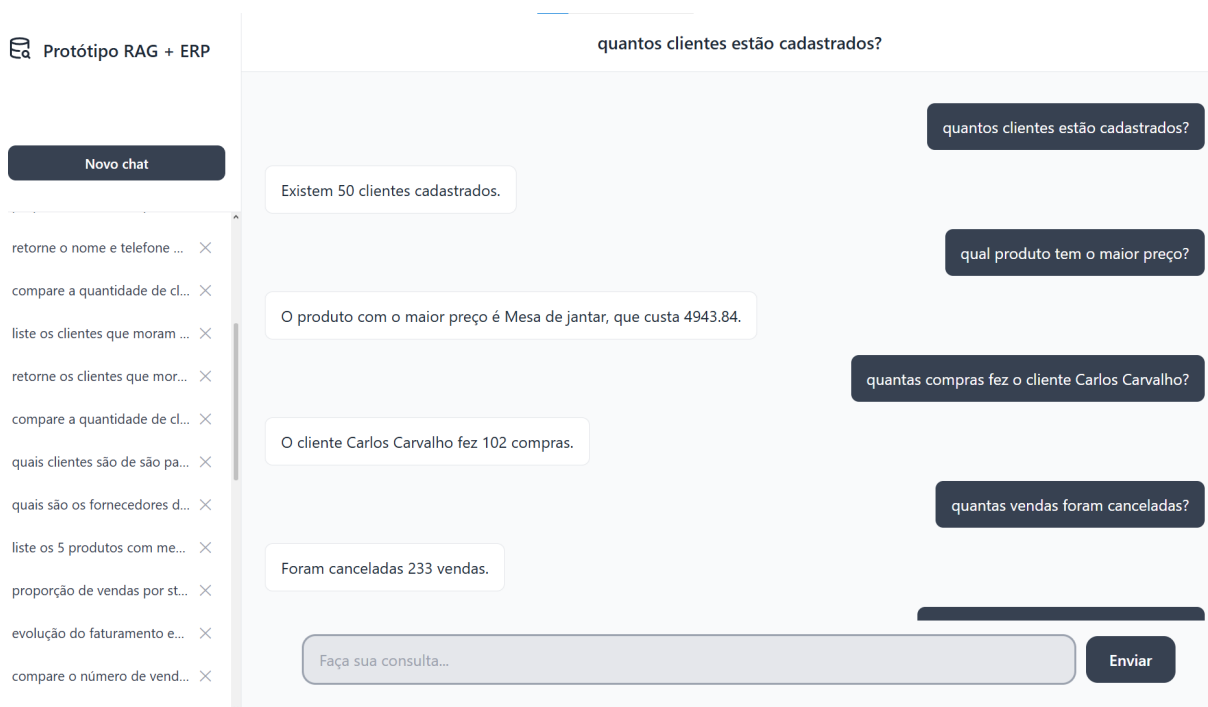 Protótipo RAG + ERP
Novo chat
retorne o nome e telefone ...
compare a quantidade de cl...
liste os clientes que moram ...
retorne os clientes que mor...
compare a quantidade de cl...
quais clientes são de são pa...
quais são os fornecedores d...
liste os 5 produtos com me...
proporção de vendas por st...
evolução do faturamento e...
compare o número de vend...
quantos clientes estão cadastrados?
quantos clientes estão cadastrados?
Existem 50 clientes cadastrados.
qual produto tem o maior preço?
O produto com o maior preço é Mesa de jantar, que custa 4943.84.
quantas compras fez o cliente Carlos Carvalho?
O cliente Carlos Carvalho fez 102 compras.
quantas vendas foram canceladas?
Foram canceladas 233 vendas.
Faça sua consulta...
Enviar